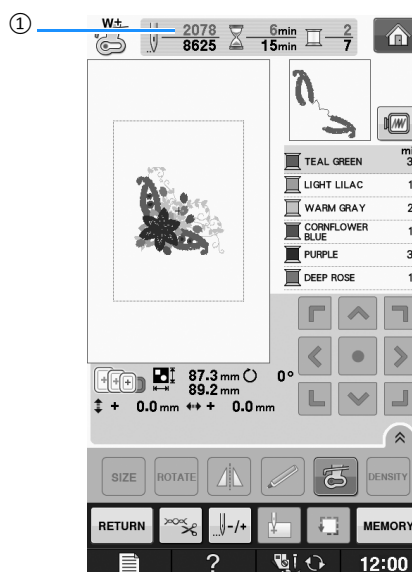 ①
W+
2078 6min 2
8625 15min 7
TEAL GREEN 3
LIGHT LILAC 1
WARM GRAY 2
CORNFLOWER BLUE 1
PURPLE 3
DEEP ROSE 1
87.3 mm 0°
89.2 mm
+ 0.0 mm + 0.0 mm
SIZE ROTATE DENSITY
RETURN -/+ MEMORY
? 12:00